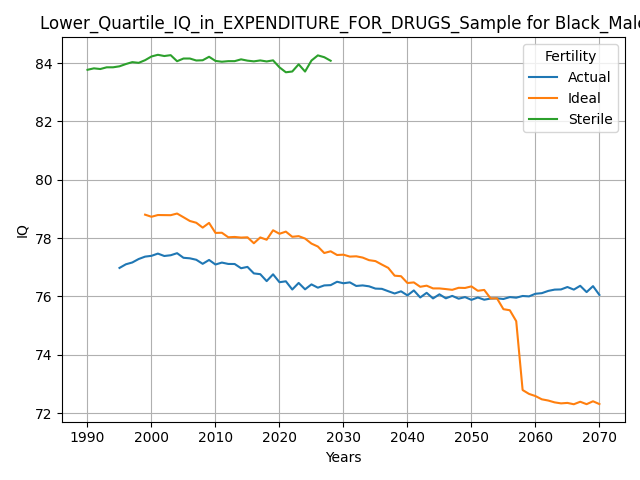 Lower_Quartile_IQ_in_EXPENDITURE_FOR_DRUGS_Sample for Black_Male
Fertility
Actual
Ideal
Sterile
84
82
80
78
76
74
72
IQ
1990
2000
2010
2020
2030
2040
2050
2060
2070
Years